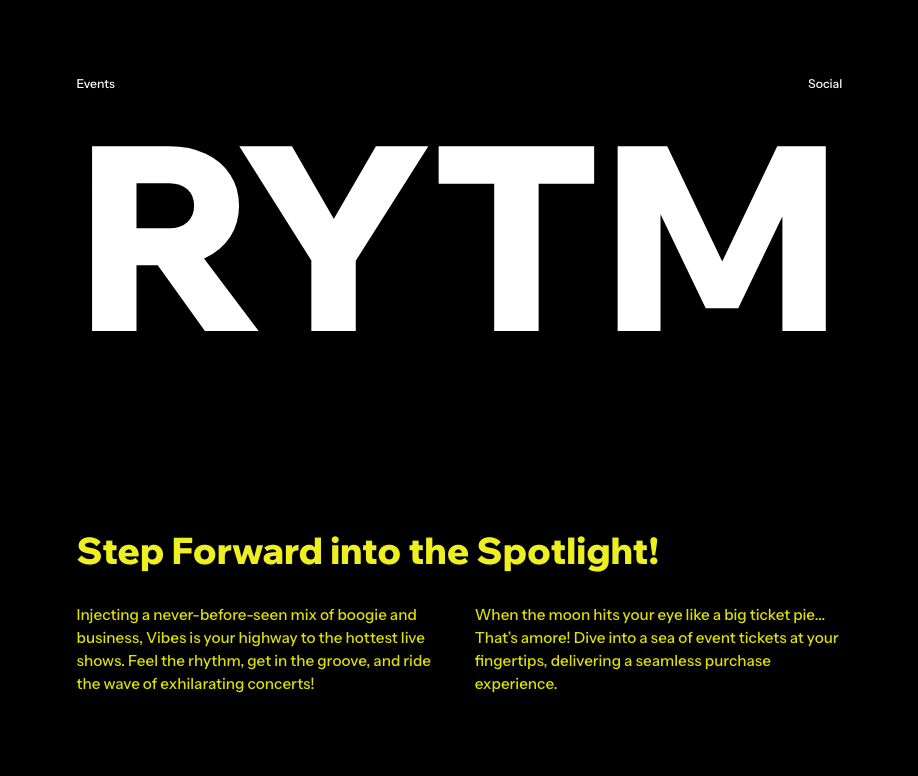 Events
Social
RYTM
Step Forward into the Spotlight!
Injecting a never-before-seen mix of boogie and
business, Vibes is your highway to the hottest live
shows. Feel the rhythm, get in the groove, and ride
the wave of exhilarating concerts!
When the moon hits your eye like a big ticket pie...
That's amore! Dive into a sea of event tickets at your
fingertips, delivering a seamless purchase
experience.